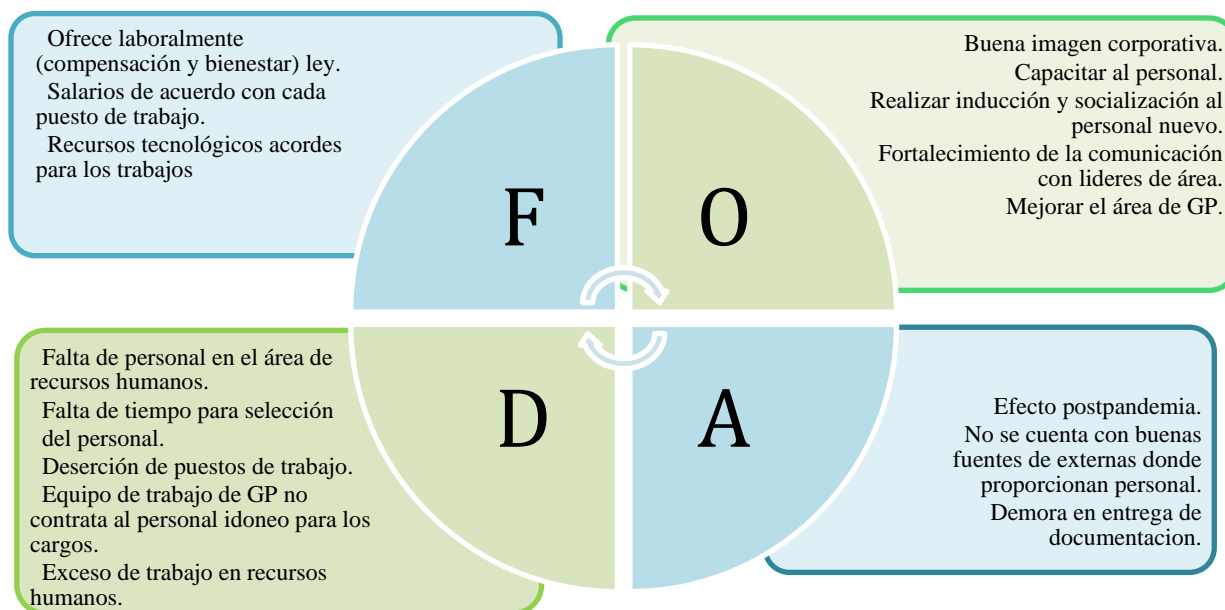 Ofrece laboralmente
(compensación y bienestar) ley.
Salarios de acuerdo con cada
puesto de trabajo.
Recursos tecnológicos acordes
para los trabajos
F
O
Buena imagen corporativa.
Capacitar al personal.
Realizar inducción y socialización al
personal nuevo.
Fortalecimiento de la comunicación
con lideres de área.
Mejorar el área de GP.
Falta de personal en el área de
recursos humanos.
Falta de tiempo para selección
del personal.
Deserción de puestos de trabajo.
Equipo de trabajo de GP no
contrata al personal idoneo para los
cargos.
Exceso de trabajo en recursos
humanos.
D
A
Efecto postpandemia.
No se cuenta con buenas
fuentes de externas donde
proporcionan personal.
Demora en entrega de
documentacion.